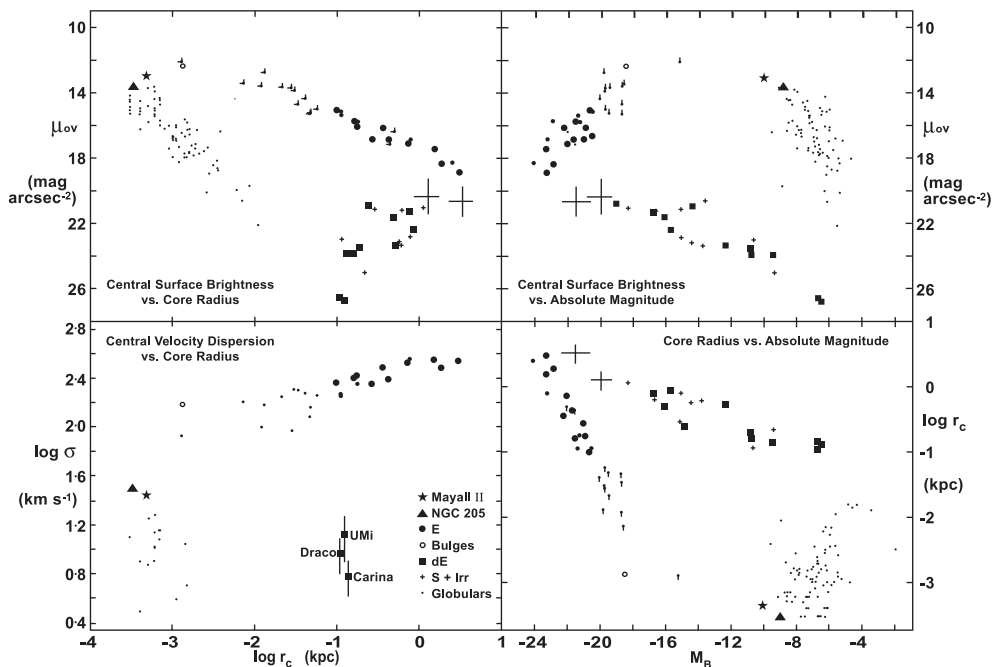 10
14
μov
18
(mag
arcsec-2)
22
26
Central Surface Brightness
vs. Core Radius
10
14
μov
18
(mag
arcsec-2)
22
26
Central Surface Brightness
vs. Absolute Magnitude
2·8
2·4
2·0
log σ
1·6
(km s-1)
1·2
0·8
0·4
Central Velocity Dispersion
vs. Core Radius
UMi
Draco
Carina
Mayall II
NGC 205
E
Bulges
dE
S + Irr
Globulars
-4
-3
-2
-1
0
1
log rc (kpc)
Core Radius vs. Absolute Magnitude
1
0
log rc
-1
(kpc)
-2
-3
-24
-20
-16
-12
-8
-4
MB